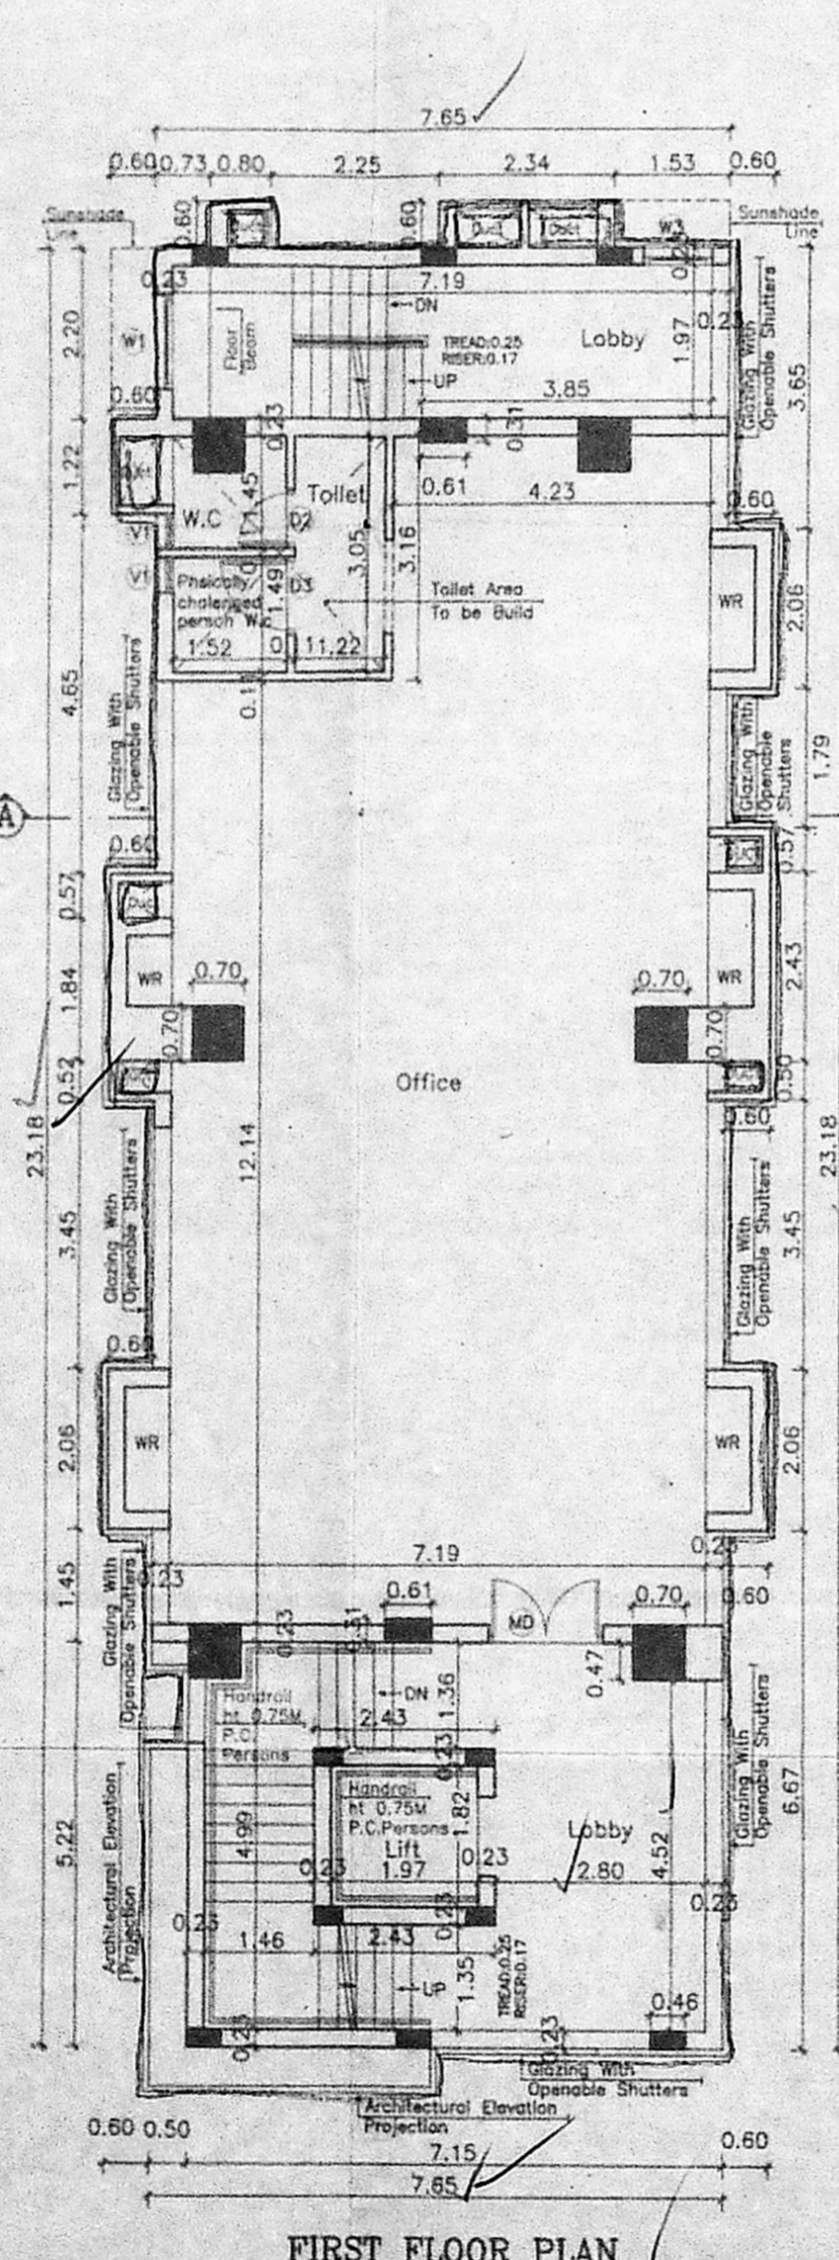 7.65
0.60 0.73 0.80 2.25 2.34 1.53 0.60
Sunshade
Line
0.60
0.60
Duct
Duct
W3
Sunshade
Line
0.23
7.19
DN
2.20
W1
Floor
Beam
TREAD:0.25
RISER:0.17
Lobby
1.97
0.23
Glazing With
Openable Shutters
3.65
UP
0.60
3.85
0.23
0.31
1.22
W.C
1.45
Toilet
D2
0.61
4.23
0.60
V1
V1
3.05
3.16
Phsically
chalenged
person W.c
1.49
D3
Toilet Area
To be Build
WR
2.06
1.52
11.22
0.11
4.65
Glazing With
Openable Shutters
Glazing With
Openable
Shutters
1.79
A
0.60
0.57
0.57
WR
1.84
0.70
0.70
WR
2.43
0.70
0.70
Office
0.52
0.50
0.60
23.18
12.14
23.18
Glazing With
Openable Shutters
3.45
Glazing With
Openable Shutters
3.45
0.60
WR
2.06
WR
2.06
7.19
0.23
0.23
0.60
1.45
Glazing With
Openable Shutters
0.61
MD
0.70
0.23
0.31
0.47
Handrail
ht 0.75M
P.C.
Persons
DN
1.36
2.43
0.23
Glazing With
Openable Shutters
6.67
Handrail
ht 0.75M
P.C.Persons
Lift
1.97
1.82
Lobby
4.52
5.22
Architectural Elevation
Projection
4.99
0.23
0.23
2.80
0.23
0.23
0.23
1.46
2.43
1.35
UP
TREAD:0.25
RISER:0.17
0.46
0.23
0.23
Glazing With
Openable Shutters
Architectural Elevation
Projection
0.60 0.50
7.15
0.60
7.65
FIRST FLOOR PLAN